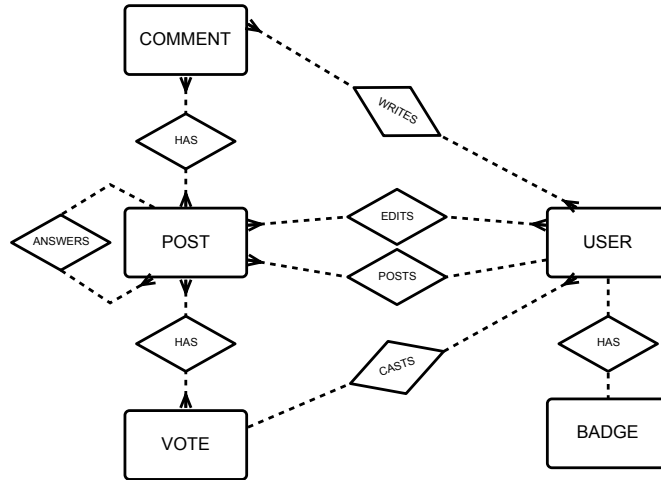 COMMENT
WRITES
HAS
EDITS
ANSWERS
POST
USER
POSTS
HAS
HAS
CASTS
VOTE
BADGE